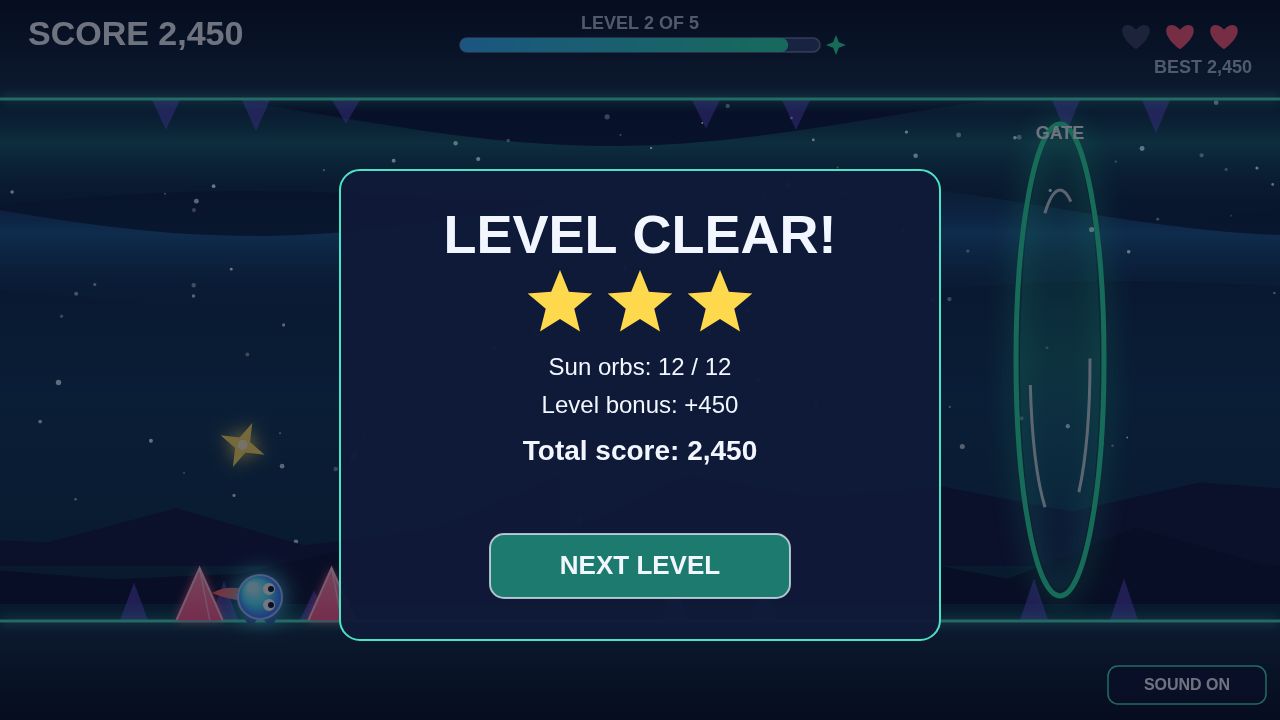 SCORE 2,450
LEVEL 2 OF 5
BEST 2,450
GATE
LEVEL CLEAR!
Sun orbs: 12 / 12
Level bonus: +450
Total score: 2,450
NEXT LEVEL
SOUND ON